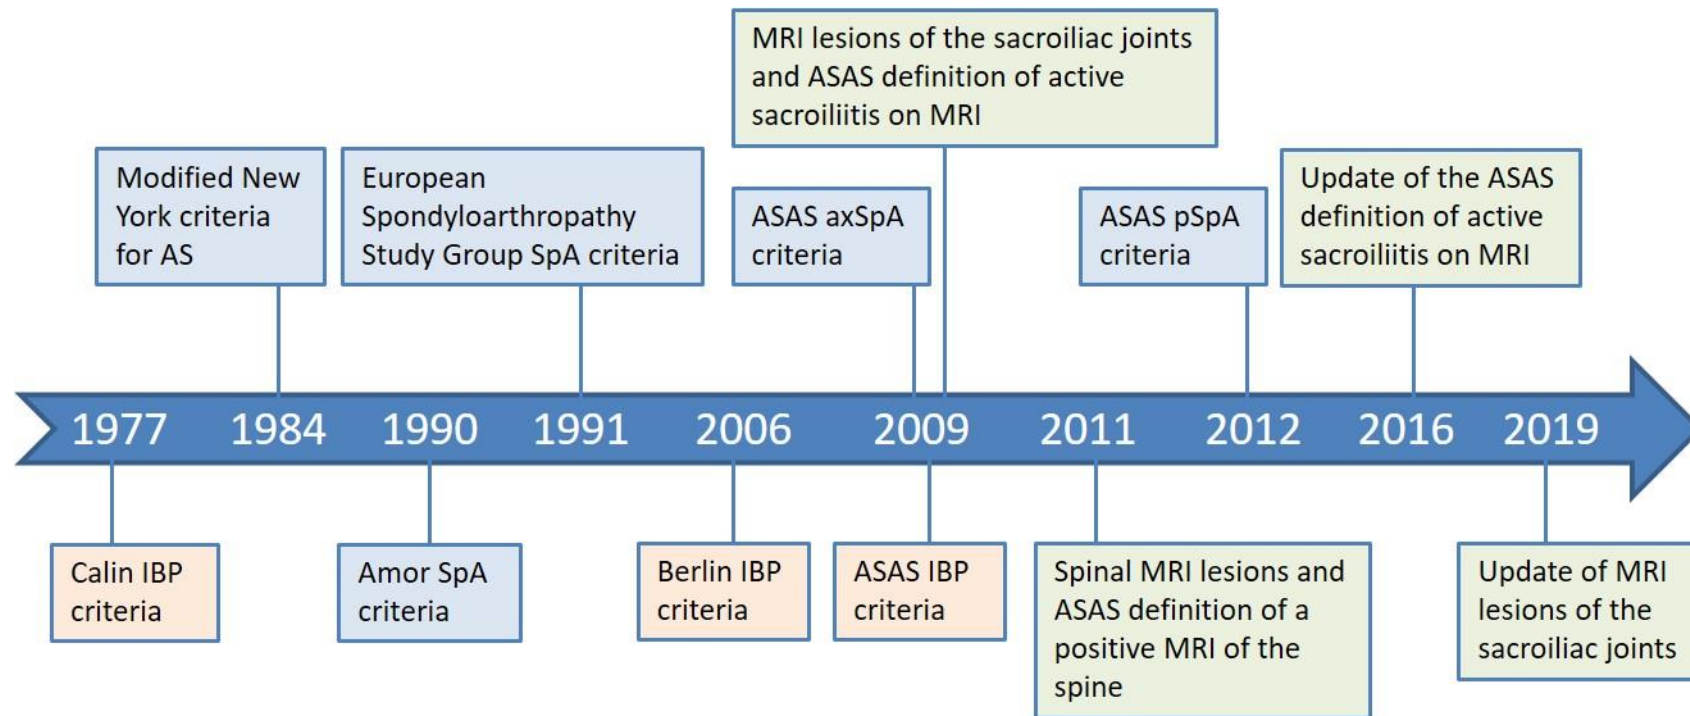 MRI lesions of the sacroiliac joints
and ASAS definition of active
sacroiliitis on MRI
Modified New
York criteria
for AS
European
Spondyloarthropathy
Study Group SpA criteria
ASAS axSpA
criteria
ASAS pSpA
criteria
Update of the ASAS
definition of active
sacroiliitis on MRI
1977 1984 1990 1991 2006 2009 2011 2012 2016 2019
Calin IBP
criteria
Amor SpA
criteria
Berlin IBP
criteria
ASAS IBP
criteria
Spinal MRI lesions and
ASAS definition of a
positive MRI of the
spine
Update of MRI
lesions of the
sacroiliac joints